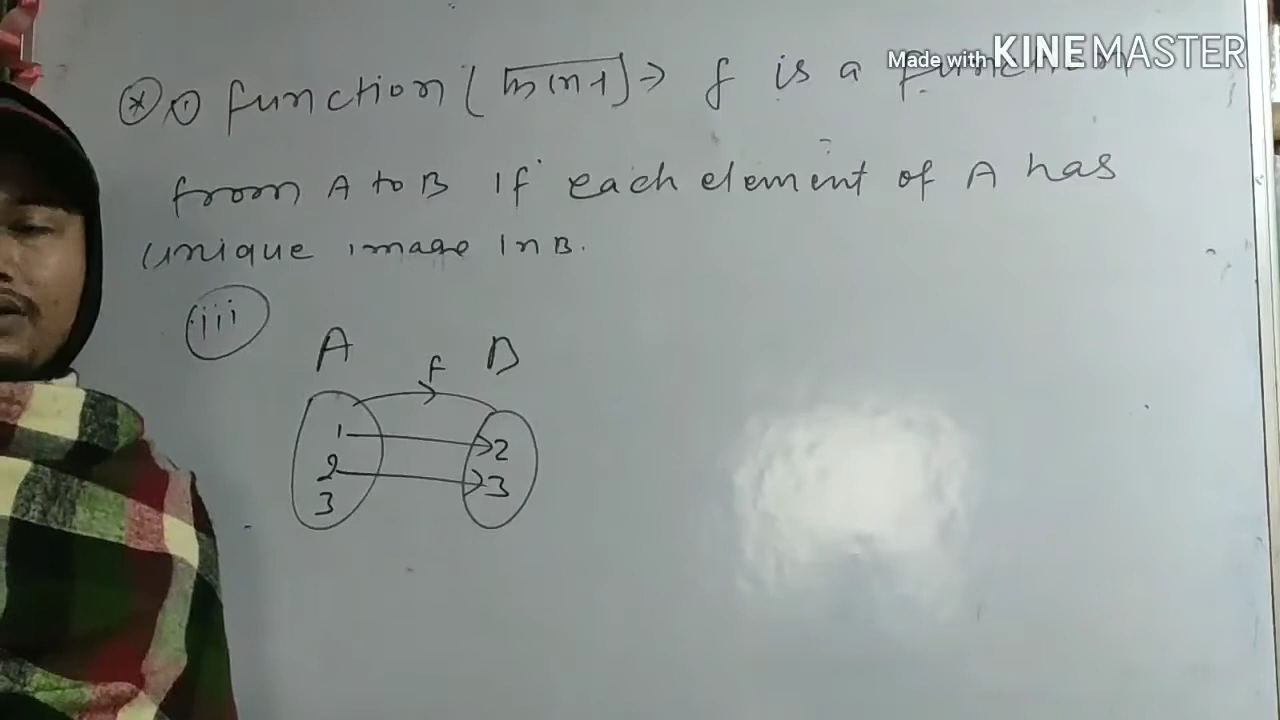 Made with KINEMASTER
① function ( ) → f is a function
from A to B If each element of A has
unique image In B.
iii
A B
f
1 2
2 3
3